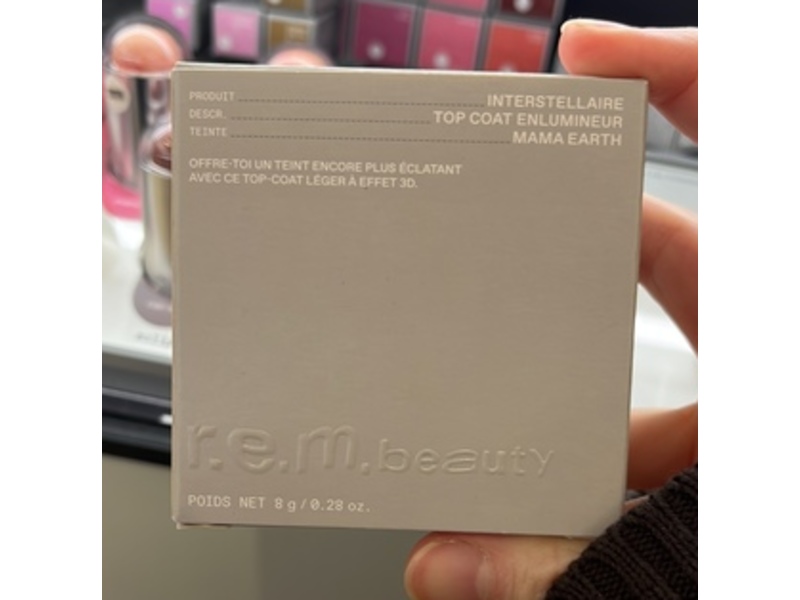 PRODUIT INTERSTELLAIRE
DESCR. TOP COAT ENLUMINEUR
TEINTE MAMA EARTH
OFFRE-TOI UN TEINT ENCORE PLUS ÉCLATANT
AVEC CE TOP-COAT LÉGER À EFFET 3D.
r.e.m.beauty
POIDS NET 8 g / 0.28 oz.